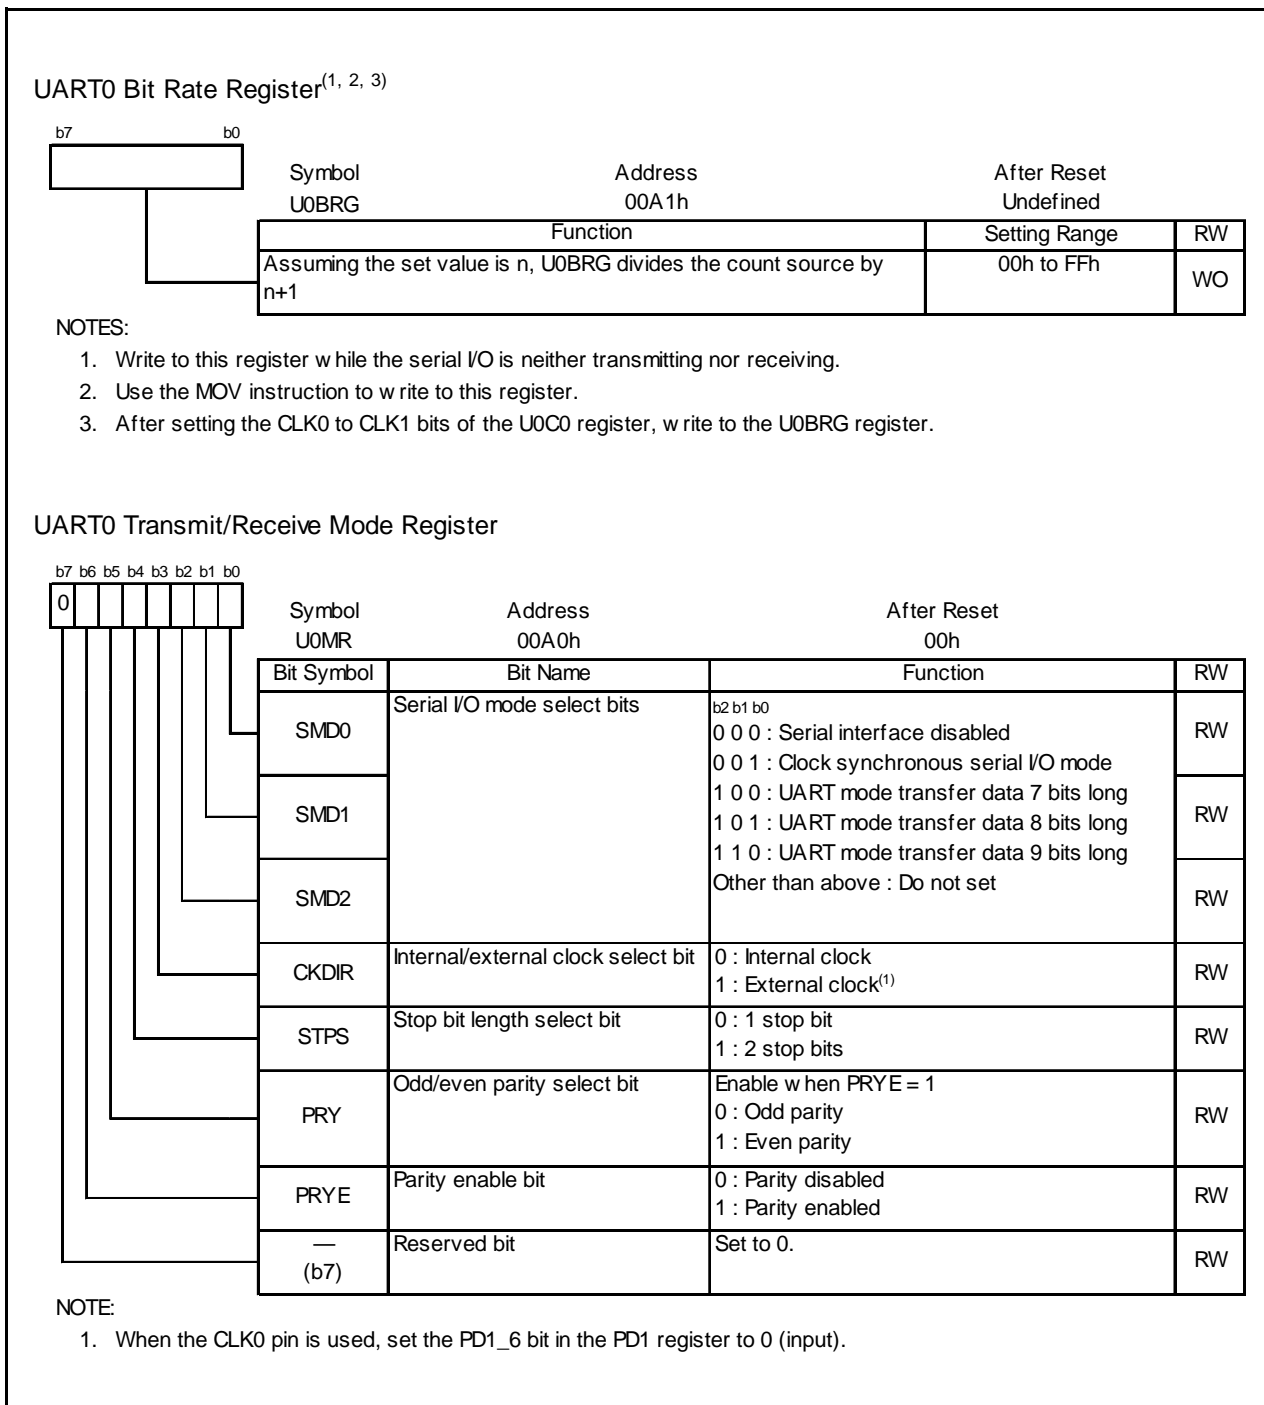 UART0 Bit Rate Register(1, 2, 3)
b7 b0
Symbol Address After Reset
U0BRG 00A1h Undefined
Function Setting Range RW
Assuming the set value is n, U0BRG divides the count source by 00h to FFh WO
n+1
NOTES:
1. Write to this register while the serial I/O is neither transmitting nor receiving.
2. Use the MOV instruction to write to this register.
3. After setting the CLK0 to CLK1 bits of the U0C0 register, write to the U0BRG register.
UART0 Transmit/Receive Mode Register
b7 b6 b5 b4 b3 b2 b1 b0
0
Symbol Address After Reset
U0MR 00A0h 00h
Bit Symbol Bit Name Function RW
SMD0 Serial I/O mode select bits b2 b1 b0 RW
0 0 0 : Serial interface disabled
0 0 1 : Clock synchronous serial I/O mode
SMD1 1 0 0 : UART mode transfer data 7 bits long RW
1 0 1 : UART mode transfer data 8 bits long
1 1 0 : UART mode transfer data 9 bits long
SMD2 Other than above : Do not set RW
CKDIR Internal/external clock select bit 0 : Internal clock RW
1 : External clock(1)
STPS Stop bit length select bit 0 : 1 stop bit RW
1 : 2 stop bits
PRY Odd/even parity select bit Enable when PRYE = 1 RW
0 : Odd parity
1 : Even parity
PRYE Parity enable bit 0 : Parity disabled RW
1 : Parity enabled
— Reserved bit Set to 0. RW
(b7)
NOTE:
1. When the CLK0 pin is used, set the PD1_6 bit in the PD1 register to 0 (input).